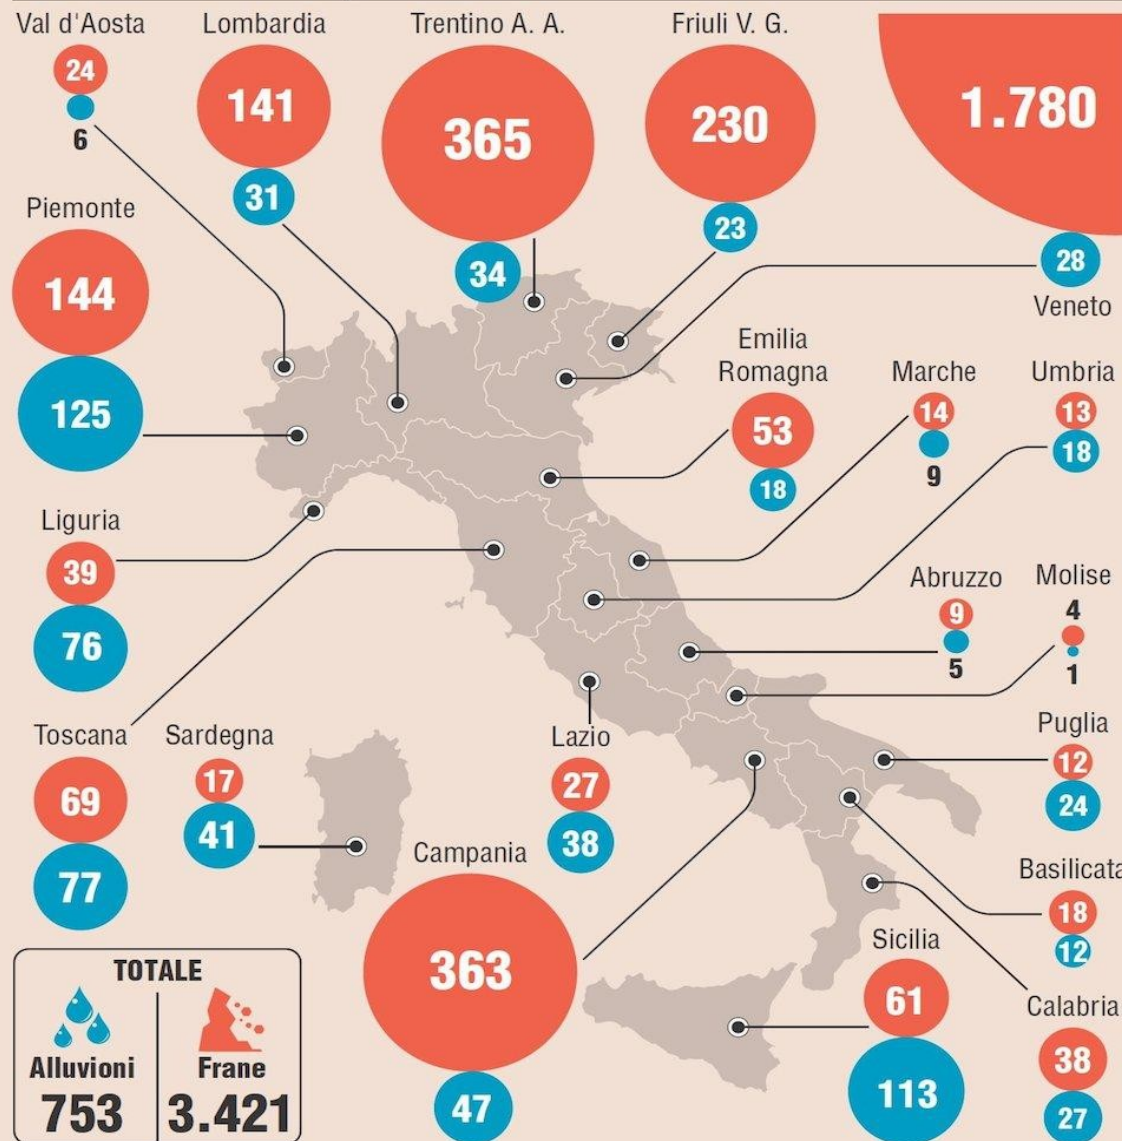 Val d'Aosta
24
6
Lombardia
141
31
Trentino A. A.
365
34
Friuli V. G.
230
23
1.780
28
Veneto
Piemonte
144
125
Emilia
Romagna
53
18
Marche
14
9
Umbria
13
18
Liguria
39
76
Abruzzo
9
5
Molise
4
1
Toscana
69
77
Sardegna
17
41
Lazio
27
38
Puglia
12
24
Campania
363
47
Basilicata
18
12
Sicilia
61
113
Calabria
38
27
TOTALE
Alluvioni
753
Frane
3.421